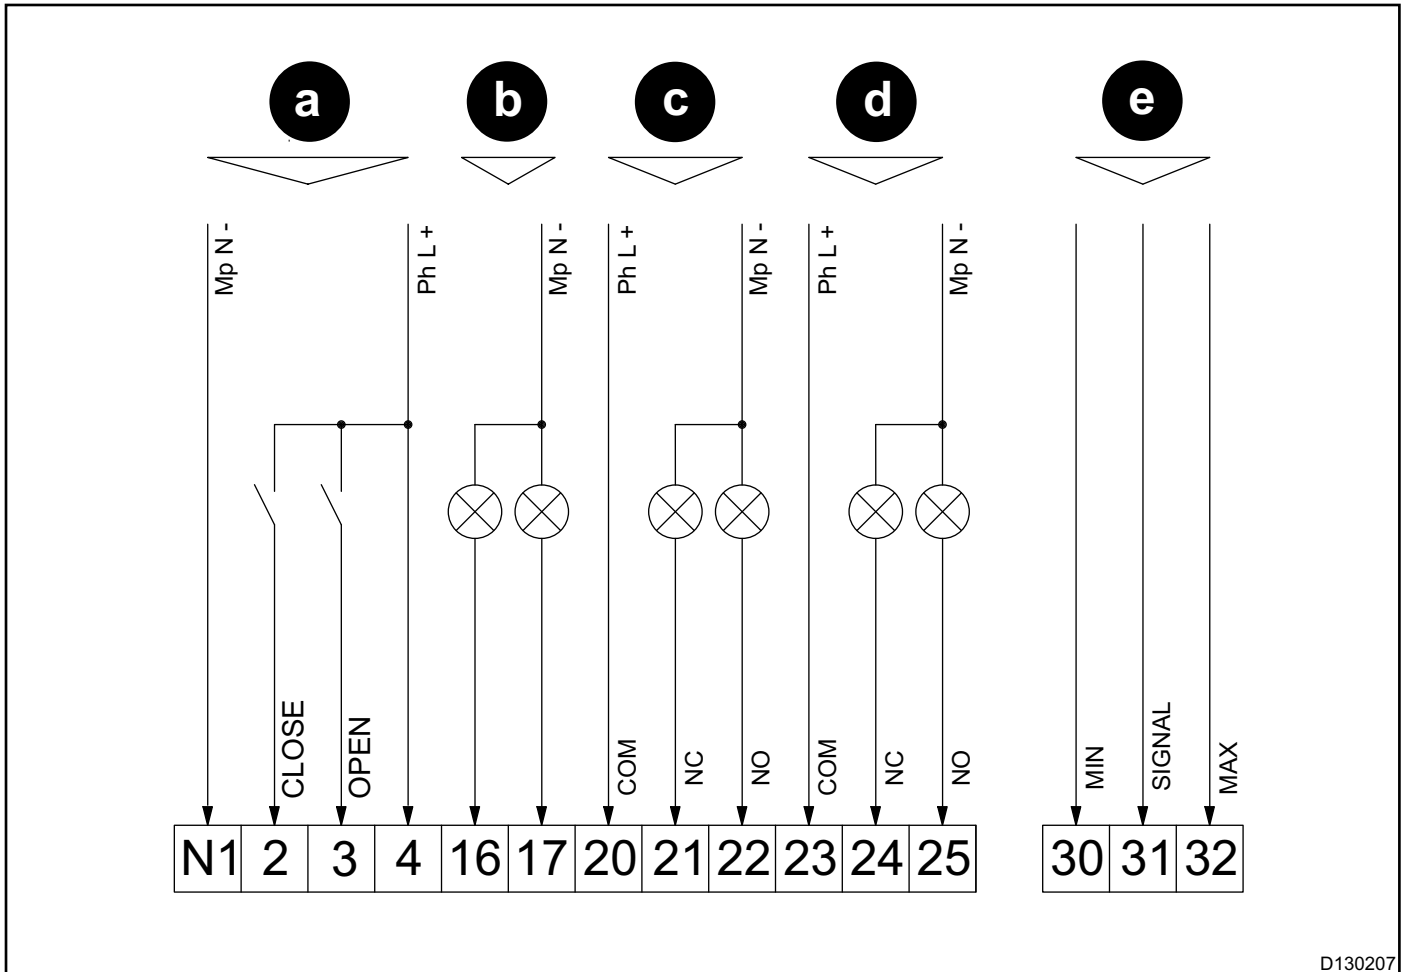 a b c d e
Mp N - Ph L + Mp N - Ph L + Mp N - Ph L + Mp N -
CLOSE OPEN COM NC NO COM NC NO MIN SIGNAL MAX
N1 2 3 4 16 17 20 21 22 23 24 25 30 31 32
D130207